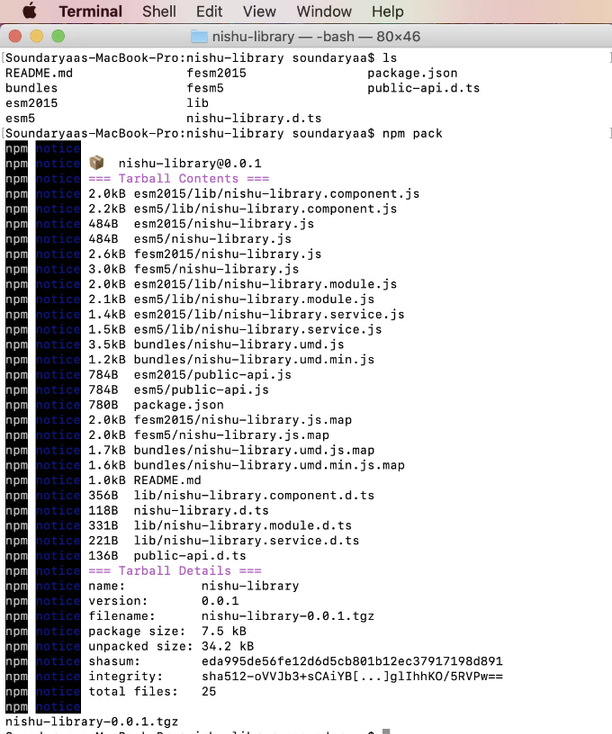 Terminal Shell Edit View Window Help
nishu-library — -bash — 80×46
[Soundaryaas-MacBook-Pro:nishu-library soundaryaa$ ls
README.md fesm2015 package.json
bundles fesm5 public-api.d.ts
esm2015 lib
esm5 nishu-library.d.ts
[Soundaryaas-MacBook-Pro:nishu-library soundaryaa$ npm pack
npm notice
npm notice 📦 nishu-library@0.0.1
npm notice === Tarball Contents ===
npm notice 2.0kB esm2015/lib/nishu-library.component.js
npm notice 2.2kB esm5/lib/nishu-library.component.js
npm notice 484B esm2015/nishu-library.js
npm notice 484B esm5/nishu-library.js
npm notice 2.6kB fesm2015/nishu-library.js
npm notice 3.0kB fesm5/nishu-library.js
npm notice 2.0kB esm2015/lib/nishu-library.module.js
npm notice 2.1kB esm5/lib/nishu-library.module.js
npm notice 1.4kB esm2015/lib/nishu-library.service.js
npm notice 1.5kB esm5/lib/nishu-library.service.js
npm notice 3.5kB bundles/nishu-library.umd.js
npm notice 1.2kB bundles/nishu-library.umd.min.js
npm notice 784B esm2015/public-api.js
npm notice 784B esm5/public-api.js
npm notice 780B package.json
npm notice 2.0kB fesm2015/nishu-library.js.map
npm notice 2.0kB fesm5/nishu-library.js.map
npm notice 1.7kB bundles/nishu-library.umd.js.map
npm notice 1.6kB bundles/nishu-library.umd.min.js.map
npm notice 1.0kB README.md
npm notice 356B lib/nishu-library.component.d.ts
npm notice 118B nishu-library.d.ts
npm notice 331B lib/nishu-library.module.d.ts
npm notice 221B lib/nishu-library.service.d.ts
npm notice 136B public-api.d.ts
npm notice === Tarball Details ===
npm notice name: nishu-library
npm notice version: 0.0.1
npm notice filename: nishu-library-0.0.1.tgz
npm notice package size: 7.5 kB
npm notice unpacked size: 34.2 kB
npm notice shasum: eda995de56fe12d6d5cb801b12ec37917198d891
npm notice integrity: sha512-oVVJb3+sCAiYB[...]glIhhKO/5RVPw==
npm notice total files: 25
npm notice
nishu-library-0.0.1.tgz